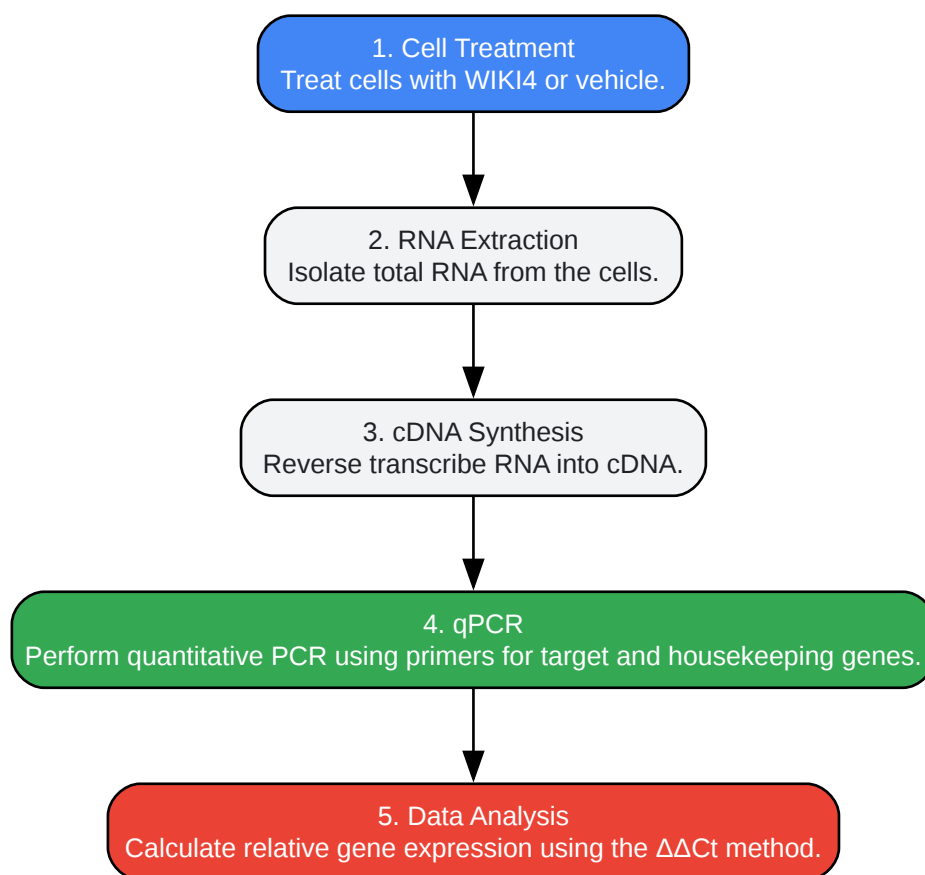 1. Cell Treatment
Treat cells with WIKI4 or vehicle.
2. RNA Extraction
Isolate total RNA from the cells.
3. cDNA Synthesis
Reverse transcribe RNA into cDNA.
4. qPCR
Perform quantitative PCR using primers for target and housekeeping genes.
5. Data Analysis
Calculate relative gene expression using the ΔΔCt method.